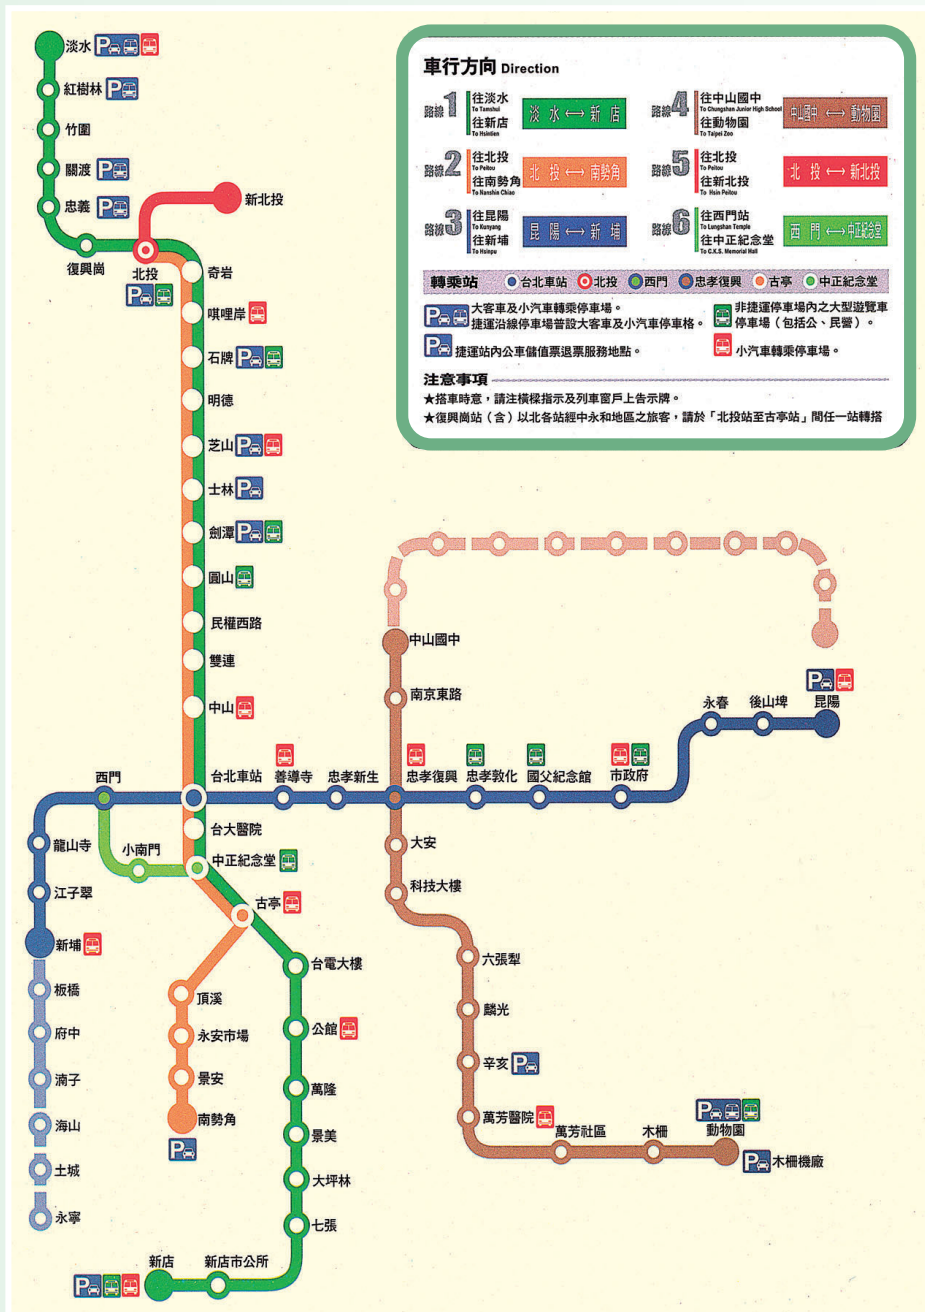 車行方向 Direction
路線1
往淡水
To Tamshui
往新店
To Hsintien
淡水 ⟷ 新店
路線2
往北投
To Peitou
往南勢角
To Nanshih Chiao
北投 ⟷ 南勢角
路線3
往昆陽
To Kunyang
往新埔
To Hsinpu
昆陽 ⟷ 新埔
路線4
往中山國中
To Chungshan Junior High School
往動物園
To Taipei Zoo
中山國中 ⟷ 動物園
路線5
往北投
To Peitou
往新北投
To Hsin Peitou
北投 ⟷ 新北投
路線6
往西門站
To Lungshan Temple
往中正紀念堂
To C.K.S. Memorial Hall
西門 ⟷ 中正紀念堂
轉乘站 台北車站 北投 西門 忠孝復興 古亭 中正紀念堂
P 大客車及小汽車轉乘停車場。
捷運沿線停車場普設大客車及小汽車停車格。
P 捷運站內公車儲值票退票服務地點。
非捷運停車場內之大型遊覽車
停車場(包括公、民營)。
小汽車轉乘停車場。
注意事項
★搭車時意,請注橫樑指示及列車窗戶上告示牌。
★復興崗站(含)以北各站經中永和地區之旅客,請於「北投站至古亭站」間任一站轉搭
淡水 P
紅樹林 P
竹圍
關渡 P
忠義 P
復興崗
北投
P
新北投
奇岩
唭哩岸
石牌 P
明德
芝山 P
士林 P
劍潭 P
圓山
民權西路
雙連
中山
台北車站
西門
小南門
龍山寺
江子翠
新埔
板橋
府中
湳子
海山
土城
永寧
善導寺
忠孝新生
忠孝復興
忠孝敦化
國父紀念館
市政府
永春
後山埤
P
昆陽
台大醫院
中正紀念堂
古亭
頂溪
永安市場
景安
南勢角
P
台電大樓
公館
萬隆
景美
大坪林
七張
新店市公所
新店
P
中山國中
南京東路
大安
科技大樓
六張犁
麟光
辛亥 P
萬芳醫院
萬芳社區
木柵
P
動物園
P 木柵機廠